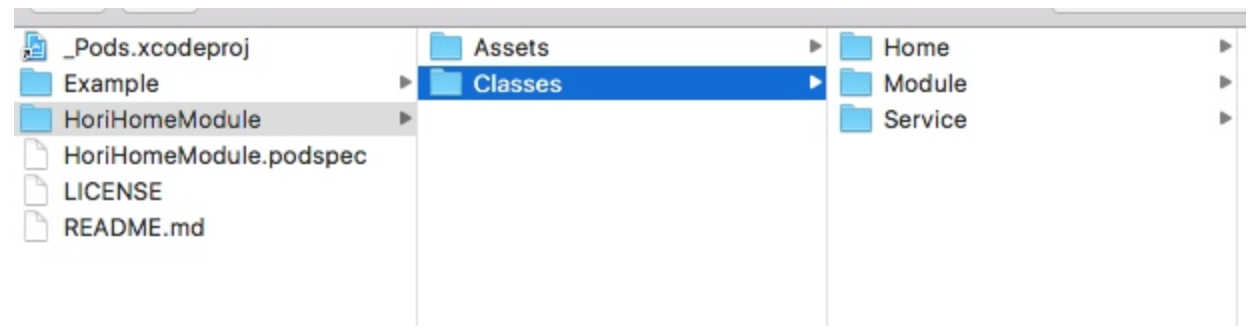 _Pods.xcodeproj
Example
HoriHomeModule
HoriHomeModule.podspec
LICENSE
README.md
Assets
Classes
Home
Module
Service